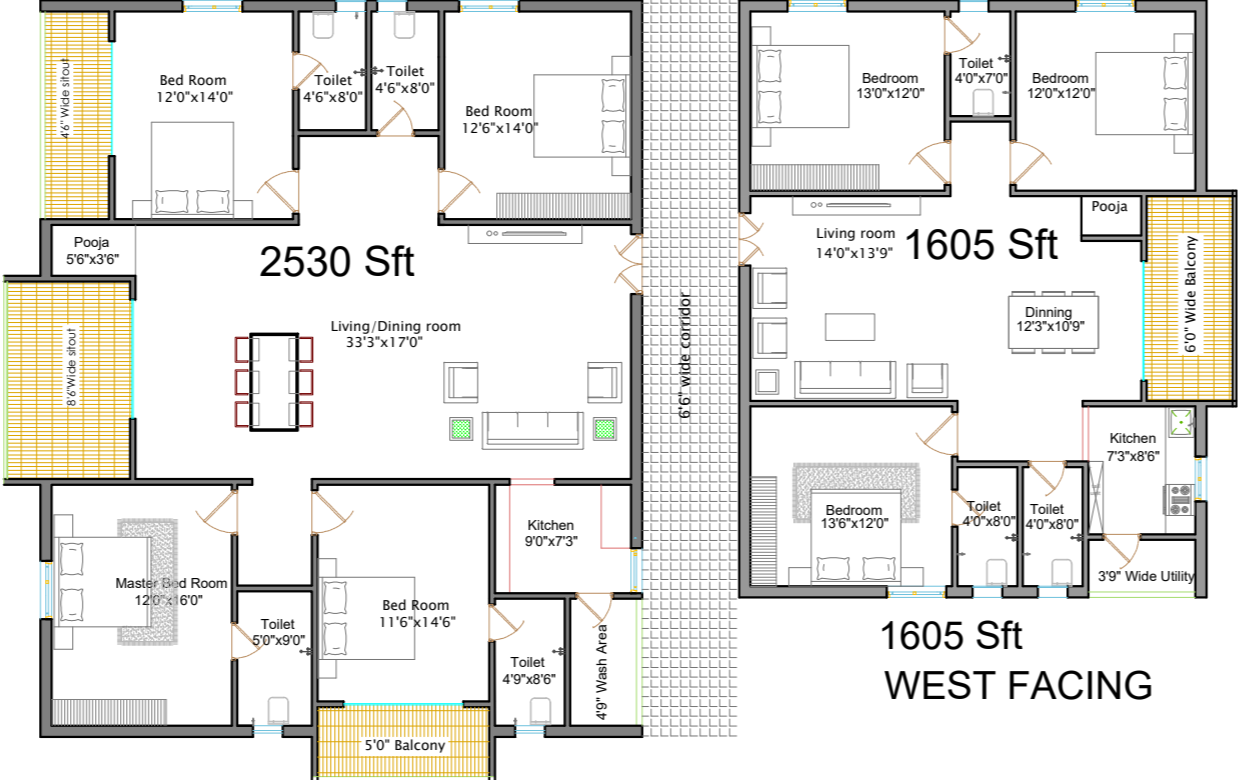 4'6" Wide sitout
Bed Room
12'0"x14'0"
Toilet
4'6"x8'0"
Toilet
4'6"x8'0"
Bed Room
12'6"x14'0"
Pooja
5'6"x3'6"
2530 Sft
8'6"Wide sitout
Living/Dining room
33'3"x17'0"
Master Bed Room
12'0"x16'0"
Toilet
5'0"x9'0"
Bed Room
11'6"x14'6"
Kitchen
9'0"x7'3"
Toilet
4'9"x8'6"
4'9" Wash Area
5'0" Balcony
6'6" wide corridor
Bedroom
13'0"x12'0"
Toilet
4'0"x7'0"
Bedroom
12'0"x12'0"
Pooja
Living room
14'0"x13'9"
1605 Sft
6'0" Wide Balcony
Dinning
12'3"x10'9"
Kitchen
7'3"x8'6"
Bedroom
13'6"x12'0"
Toilet
4'0"x8'0"
Toilet
4'0"x8'0"
3'9" Wide Utility
1605 Sft
WEST FACING